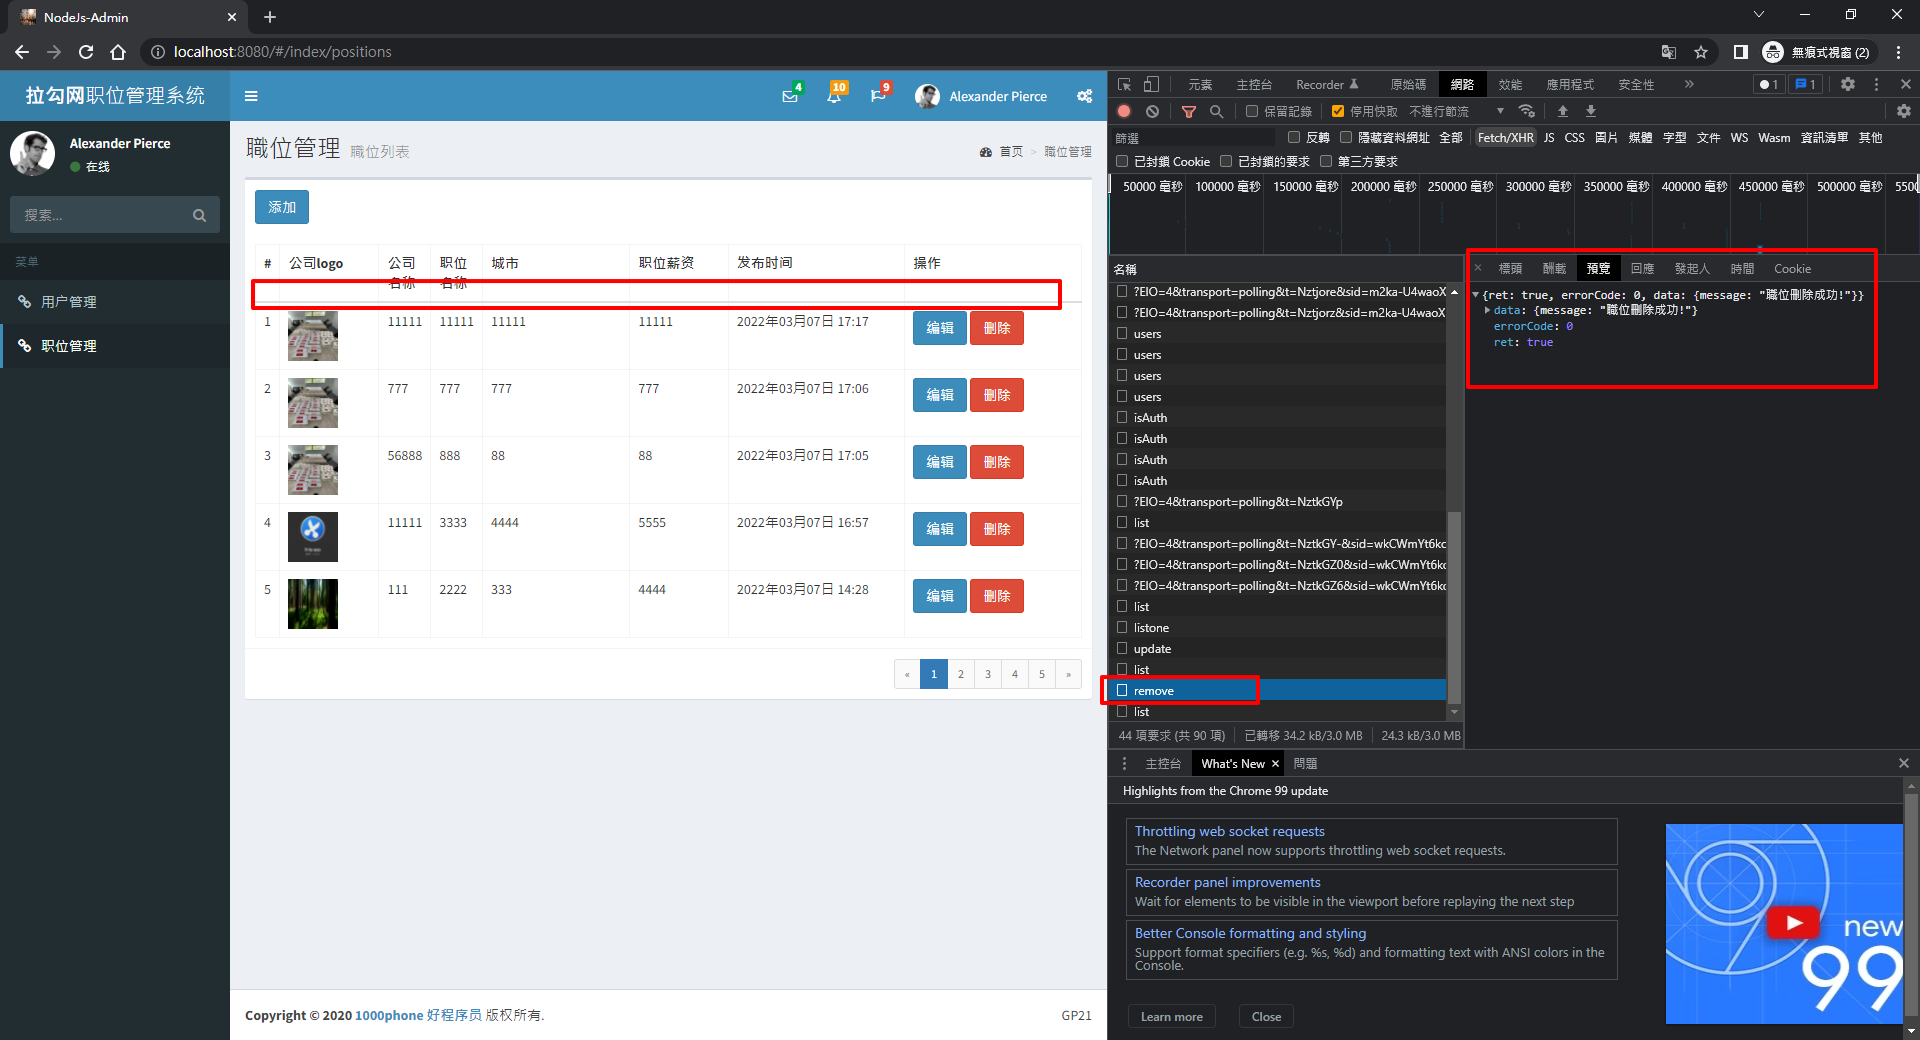 NodeJs-Admin
localhost:8080/#/index/positions
無痕式視窗 (2)
拉勾网职位管理系统
4
10
9
Alexander Pierce
Alexander Pierce
在线
搜索...
菜单
用户管理
职位管理
職位管理 職位列表
首页 > 職位管理
添加
# 公司logo 公司名称 职位名称 城市 职位薪资 发布时间 操作
1 11111 11111 11111 11111 2022年03月07日 17:17 编辑 删除
2 777 777 777 777 2022年03月07日 17:06 编辑 删除
3 56888 888 88 88 2022年03月07日 17:05 编辑 删除
4 11111 3333 4444 5555 2022年03月07日 16:57 编辑 删除
5 111 2222 333 4444 2022年03月07日 14:28 编辑 删除
« 1 2 3 4 5 »
Copyright © 2020 1000phone 好程序员 版权所有.
GP21
元素 主控台 Recorder 原始碼 網路 效能 應用程式 安全性 » 1 1
保留記錄 停用快取 不進行節流
篩選 反轉 隱藏資料網址 全部 Fetch/XHR JS CSS 圖片 媒體 字型 文件 WS Wasm 資訊清單 其他
已封鎖 Cookie 已封鎖的要求 第三方要求
50000 毫秒 100000 毫秒 150000 毫秒 200000 毫秒 250000 毫秒 300000 毫秒 350000 毫秒 400000 毫秒 450000 毫秒 500000 毫秒 5500
名稱
?EIO=4&transport=polling&t=Nztjore&sid=m2ka-U4waoX
?EIO=4&transport=polling&t=Nztjorz&sid=m2ka-U4waoX
users
users
users
users
isAuth
isAuth
isAuth
isAuth
?EIO=4&transport=polling&t=NztkGYp
list
?EIO=4&transport=polling&t=NztkGY-&sid=wkCWmYt6kc
?EIO=4&transport=polling&t=NztkGZ0&sid=wkCWmYt6kc
?EIO=4&transport=polling&t=NztkGZ6&sid=wkCWmYt6kc
list
listone
update
list
remove
list
44 項要求 (共 90 項) 已轉移 34.2 kB/3.0 MB 24.3 kB/3.0 MB
標頭 酬載 預覽 回應 發起人 時間 Cookie
{ret: true, errorCode: 0, data: {message: "職位刪除成功!"}}
data: {message: "職位刪除成功!"}
errorCode: 0
ret: true
主控台 What's New 問題
Highlights from the Chrome 99 update
Throttling web socket requests
The Network panel now supports throttling web socket requests.
Recorder panel improvements
Wait for elements to be visible in the viewport before replaying the next step
Better Console formatting and styling
Support format specifiers (e.g. %s, %d) and formatting text with ANSI colors in the
Console.
Learn more
Close
new
99